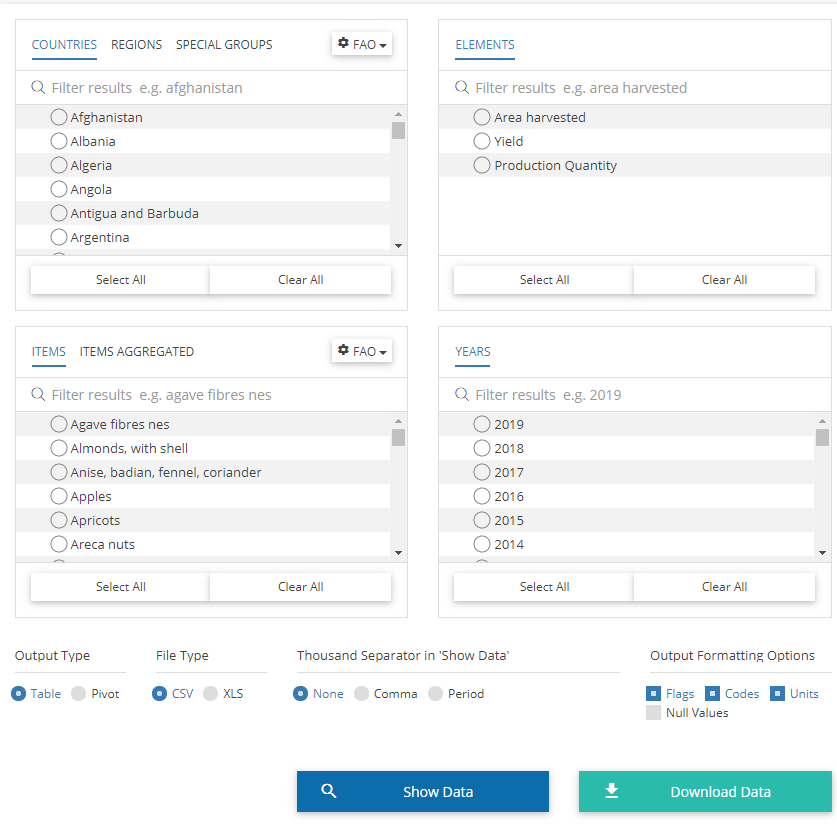 COUNTRIES REGIONS SPECIAL GROUPS FAO
Filter results e.g. afghanistan
Afghanistan
Albania
Algeria
Angola
Antigua and Barbuda
Argentina
Select All Clear All
ELEMENTS
Filter results e.g. area harvested
Area harvested
Yield
Production Quantity
Select All Clear All
ITEMS ITEMS AGGREGATED FAO
Filter results e.g. agave fibres nes
Agave fibres nes
Almonds, with shell
Anise, badian, fennel, coriander
Apples
Apricots
Areca nuts
Select All Clear All
YEARS
Filter results e.g. 2019
2019
2018
2017
2016
2015
2014
Select All Clear All
Output Type
Table Pivot
File Type
CSV XLS
Thousand Separator in 'Show Data'
None Comma Period
Output Formatting Options
Flags Codes Units
Null Values
Show Data
Download Data